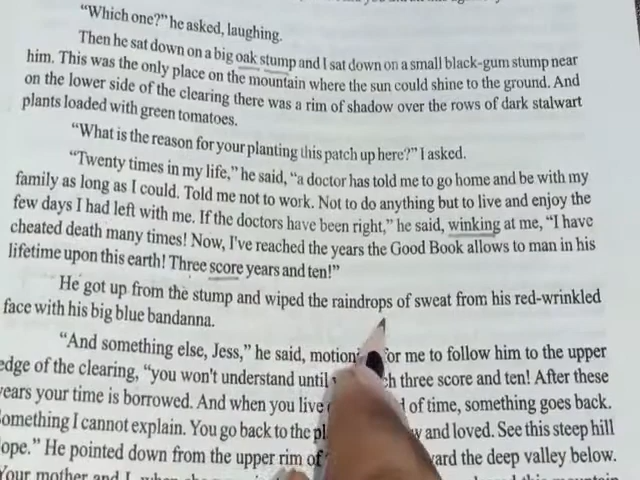 "Which one?" he asked, laughing.
Then he sat down on a big oak stump and I sat down on a small black-gum stump near
him. This was the only place on the mountain where the sun could shine to the ground. And
on the lower side of the clearing there was a rim of shadow over the rows of dark stalwart
plants loaded with green tomatoes.
"What is the reason for your planting this patch up here?" I asked.
"Twenty times in my life," he said, "a doctor has told me to go home and be with my
family as long as I could. Told me not to work. Not to do anything but to live and enjoy the
few days I had left with me. If the doctors have been right," he said, winking at me, "I have
cheated death many times! Now, I've reached the years the Good Book allows to man in his
lifetime upon this earth! Three score years and ten!"
He got up from the stump and wiped the raindrops of sweat from his red-wrinkled
face with his big blue bandanna.
"And something else, Jess," he said, for me to follow him to the upper
edge of the clearing, "you won't understand until three score and ten! After these
years your time is borrowed. And when you live of time, something goes back.
Something I cannot explain. You go back to the and loved. See this steep hill
He pointed down from the upper rim of the deep valley below.
Your mother and I,